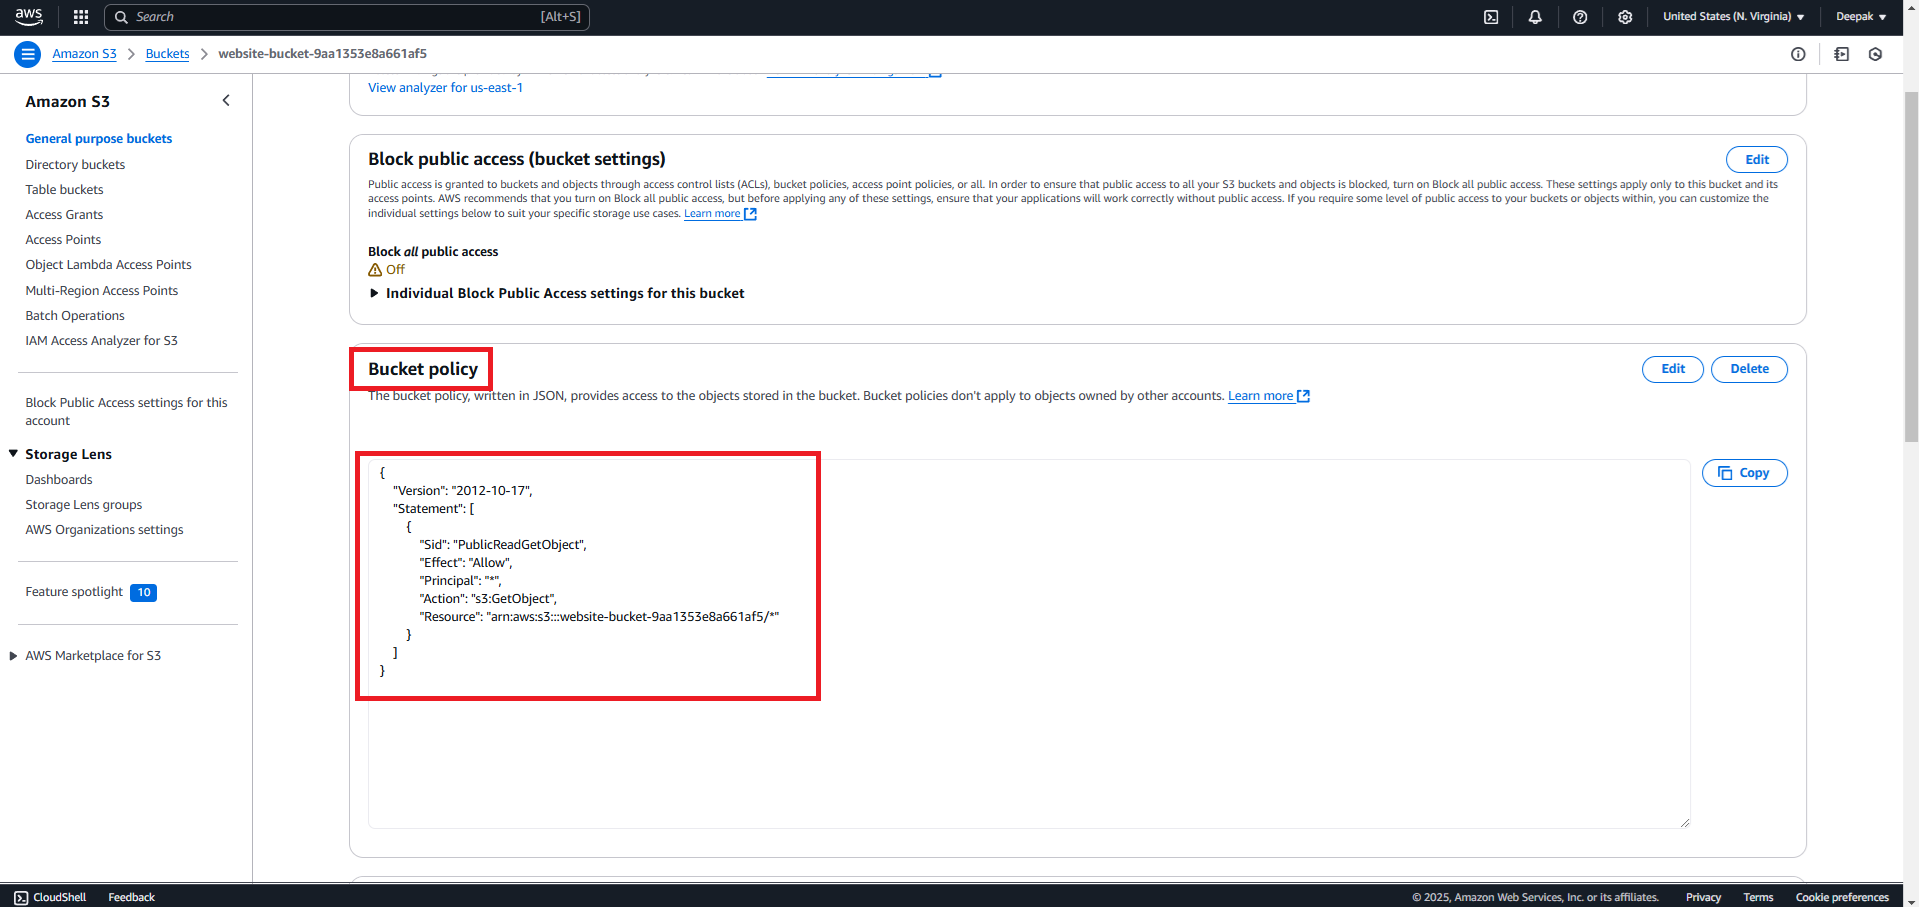 aws
Search
[Alt+S]
United States (N. Virginia)
Deepak
Amazon S3
Buckets
website-bucket-9aa1353e8a661af5
Amazon S3
General purpose buckets
Directory buckets
Table buckets
Access Grants
Access Points
Object Lambda Access Points
Multi-Region Access Points
Batch Operations
IAM Access Analyzer for S3
Block Public Access settings for this
account
Storage Lens
Dashboards
Storage Lens groups
AWS Organizations settings
Feature spotlight 10
AWS Marketplace for S3
View analyzer for us-east-1
Block public access (bucket settings)
Edit
Public access is granted to buckets and objects through access control lists (ACLs), bucket policies, access point policies, or all. In order to ensure that public access to all your S3 buckets and objects is blocked, turn on Block all public access. These settings apply only to this bucket and its
access points. AWS recommends that you turn on Block all public access, but before applying any of these settings, ensure that your applications will work correctly without public access. If you require some level of public access to your buckets or objects within, you can customize the
individual settings below to suit your specific storage use cases. Learn more
Block all public access
Off
Individual Block Public Access settings for this bucket
Bucket policy
Edit
Delete
The bucket policy, written in JSON, provides access to the objects stored in the bucket. Bucket policies don't apply to objects owned by other accounts. Learn more
Copy
{
"Version": "2012-10-17",
"Statement": [
{
"Sid": "PublicReadGetObject",
"Effect": "Allow",
"Principal": "*",
"Action": "s3:GetObject",
"Resource": "arn:aws:s3:::website-bucket-9aa1353e8a661af5/*"
}
]
}
CloudShell
Feedback
© 2025, Amazon Web Services, Inc. or its affiliates.
Privacy
Terms
Cookie preferences